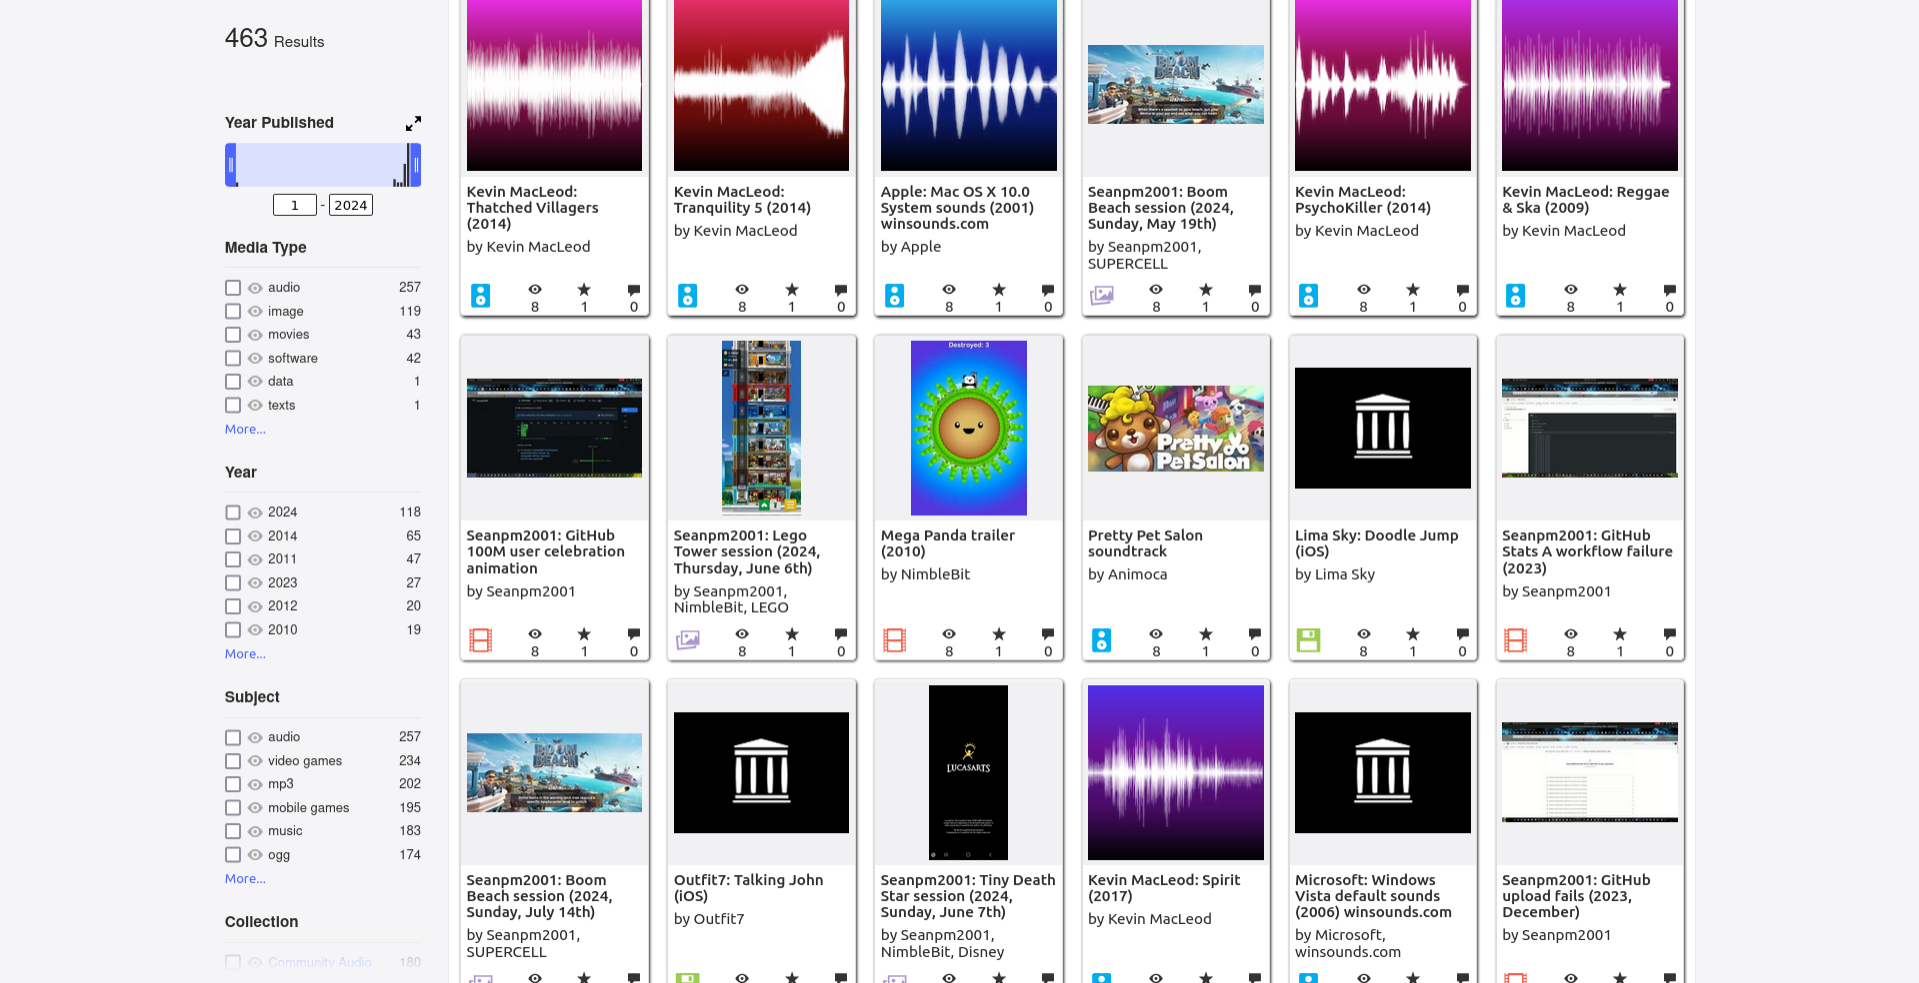 463 Results
Year Published
1 - 2024
Media Type
audio 257
image 119
movies 43
software 42
data 1
texts 1
More...
Year
2024 118
2014 65
2011 47
2023 27
2012 20
2010 19
More...
Subject
audio 257
video games 234
mp3 202
mobile games 195
music 183
ogg 174
More...
Collection
Community Audio 180
Kevin MacLeod:
Thatched Villagers
(2014)
by Kevin MacLeod
8 1 0
Kevin MacLeod:
Tranquility 5 (2014)
by Kevin MacLeod
8 1 0
Apple: Mac OS X 10.0
System sounds (2001)
winsounds.com
by Apple
8 1 0
BOOM
BEACH
Seanpm2001: Boom
Beach session (2024,
Sunday, May 19th)
by Seanpm2001,
SUPERCELL
8 1 0
Kevin MacLeod:
PsychoKiller (2014)
by Kevin MacLeod
8 1 0
Kevin MacLeod: Reggae
& Ska (2009)
by Kevin MacLeod
8 1 0
Seanpm2001: GitHub
100M user celebration
animation
by Seanpm2001
8 1 0
Seanpm2001: Lego
Tower session (2024,
Thursday, June 6th)
by Seanpm2001,
NimbleBit, LEGO
8 1 0
Destroyed: 3
Mega Panda trailer
(2010)
by NimbleBit
8 1 0
Pretty
Pet Salon
Pretty Pet Salon
soundtrack
by Animoca
8 1 0
Lima Sky: Doodle Jump
(iOS)
by Lima Sky
8 1 0
Seanpm2001: GitHub
Stats A workflow failure
(2023)
by Seanpm2001
8 1 0
BOOM
BEACH
Seanpm2001: Boom
Beach session (2024,
Sunday, July 14th)
by Seanpm2001,
SUPERCELL
Outfit7: Talking John
(iOS)
by Outfit7
LUCASARTS
Seanpm2001: Tiny Death
Star session (2024,
Sunday, June 7th)
by Seanpm2001,
NimbleBit, Disney
Kevin MacLeod: Spirit
(2017)
by Kevin MacLeod
Microsoft: Windows
Vista default sounds
(2006) winsounds.com
by Microsoft,
winsounds.com
Seanpm2001: GitHub
upload fails (2023,
December)
by Seanpm2001